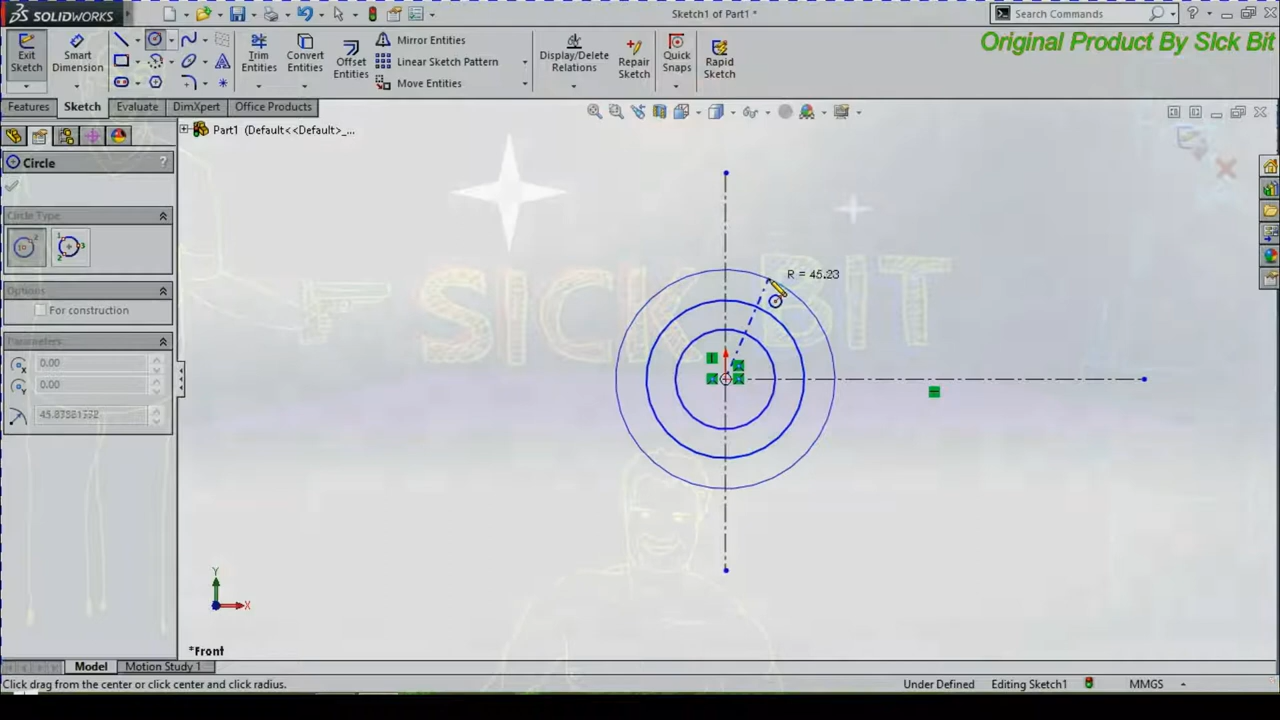 SOLIDWORKS
Sketch1 of Part1 *
Search Commands
Original Product By Sick Bit
Exit Sketch
Smart Dimension
Trim Entities
Convert Entities
Offset Entities
Mirror Entities
Linear Sketch Pattern
Move Entities
Display/Delete Relations
Repair Sketch
Quick Snaps
Rapid Sketch
Features
Sketch
Evaluate
DimXpert
Office Products
Part1 (Default<<Default>_...
Circle
?
Circle Type
Options
For construction
Parameters
0.00
0.00
R = 45.23
SICK BIT
Y
X
*Front
Model
Motion Study 1
Click drag from the center or click center and click radius.
Under Defined
Editing Sketch1
MMGS